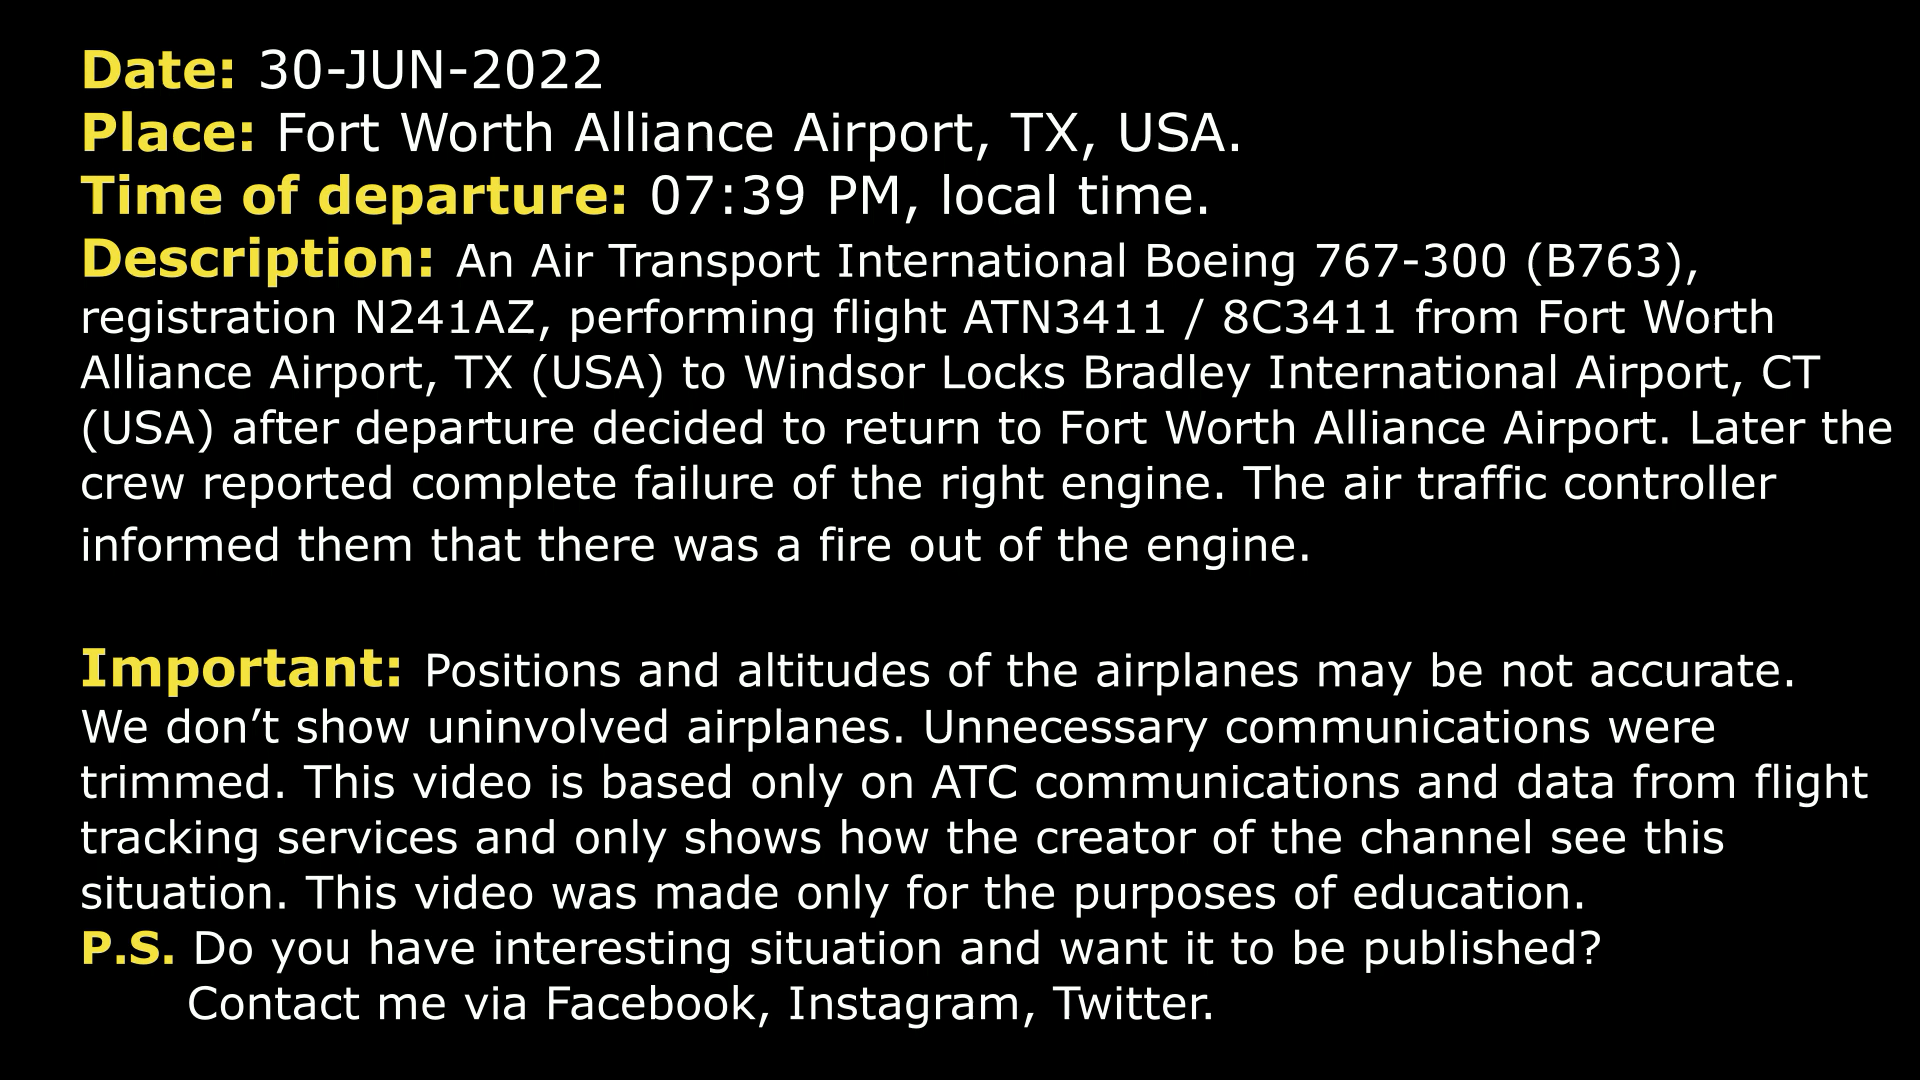 Date: 30-JUN-2022
Place: Fort Worth Alliance Airport, TX, USA.
Time of departure: 07:39 PM, local time.
Description: An Air Transport International Boeing 767-300 (B763),
registration N241AZ, performing flight ATN3411 / 8C3411 from Fort Worth
Alliance Airport, TX (USA) to Windsor Locks Bradley International Airport, CT
(USA) after departure decided to return to Fort Worth Alliance Airport. Later the
crew reported complete failure of the right engine. The air traffic controller
informed them that there was a fire out of the engine.
Important: Positions and altitudes of the airplanes may be not accurate.
We don’t show uninvolved airplanes. Unnecessary communications were
trimmed. This video is based only on ATC communications and data from flight
tracking services and only shows how the creator of the channel see this
situation. This video was made only for the purposes of education.
P.S. Do you have interesting situation and want it to be published?
Contact me via Facebook, Instagram, Twitter.